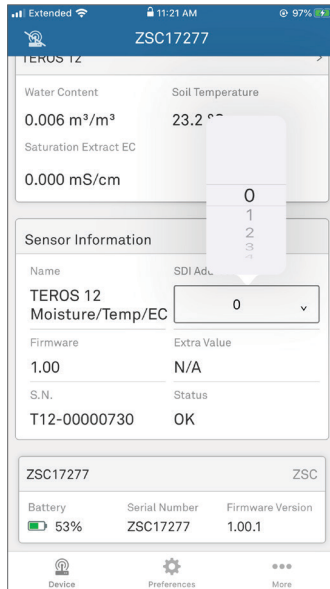 Extended 11:21 AM 97%
ZSC17277
TEROS 12
Water Content Soil Temperature
0.006 m³/m³ 23.2
Saturation Extract EC
0.000 mS/cm
0
1
2
3
Sensor Information
Name SDI
TEROS 12
Moisture/Temp/EC
0
Firmware Extra Value
1.00 N/A
S.N. Status
T12-00000730 OK
ZSC17277 ZSC
Battery Serial Number Firmware Version
53% ZSC17277 1.00.1
Device Preferences More